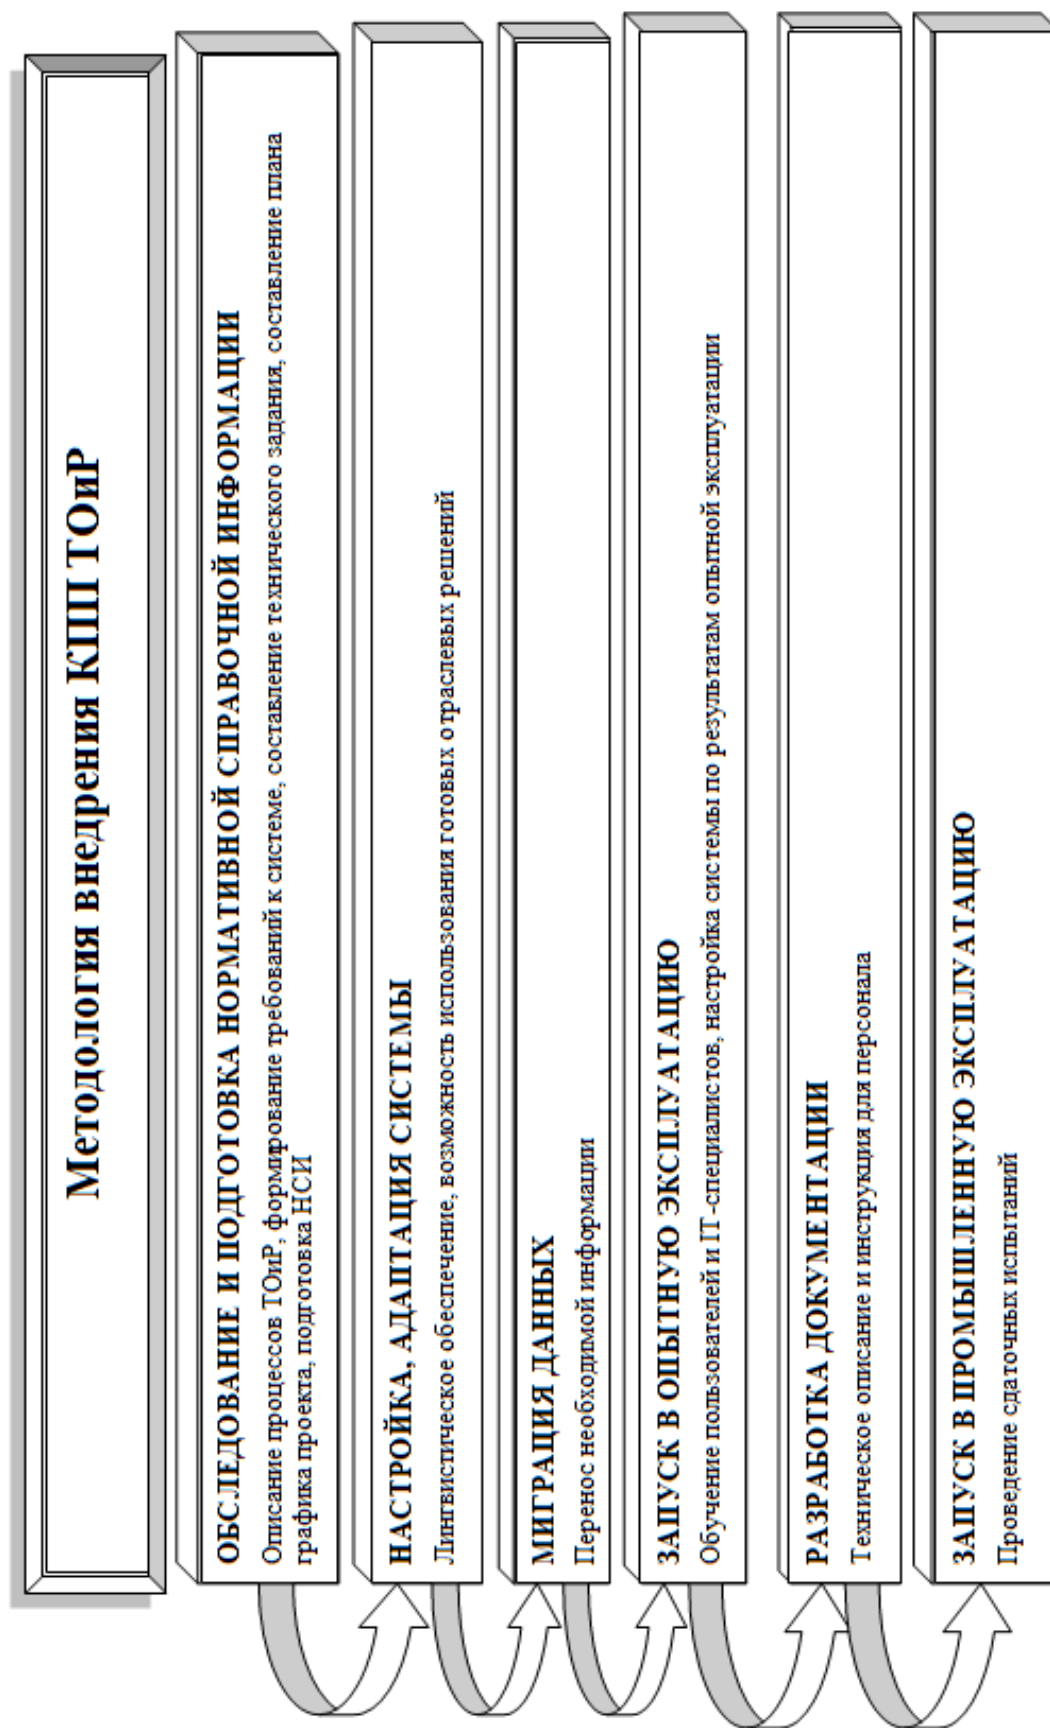 Методология внедрения КПП ТОиР
ОБСЛЕДОВАНИЕ И ПОДГОТОВКА НОРМАТИВНОЙ СПРАВОЧНОЙ ИНФОРМАЦИИ
Описание процессов ТОиР, формирование требований к системе, составление технического задания, составление плана
графика проекта, подготовка НСИ
НАСТРОЙКА, АДАПТАЦИЯ СИСТЕМЫ
Лингвистическое обеспечение, возможность использования готовых отраслевых решений
МИГРАЦИЯ ДАННЫХ
Перенос необходимой информации
ЗАПУСК В ОПЫТНУЮ ЭКСПЛУАТАЦИЮ
Обучение пользователей и IT-специалистов, настройка системы по результатам опытной эксплуатации
РАЗРАБОТКА ДОКУМЕНТАЦИИ
Техническое описание и инструкция для персонала
ЗАПУСК В ПРОМЫШЛЕННУЮ ЭКСПЛУАТАЦИЮ
Проведение сдаточных испытаний